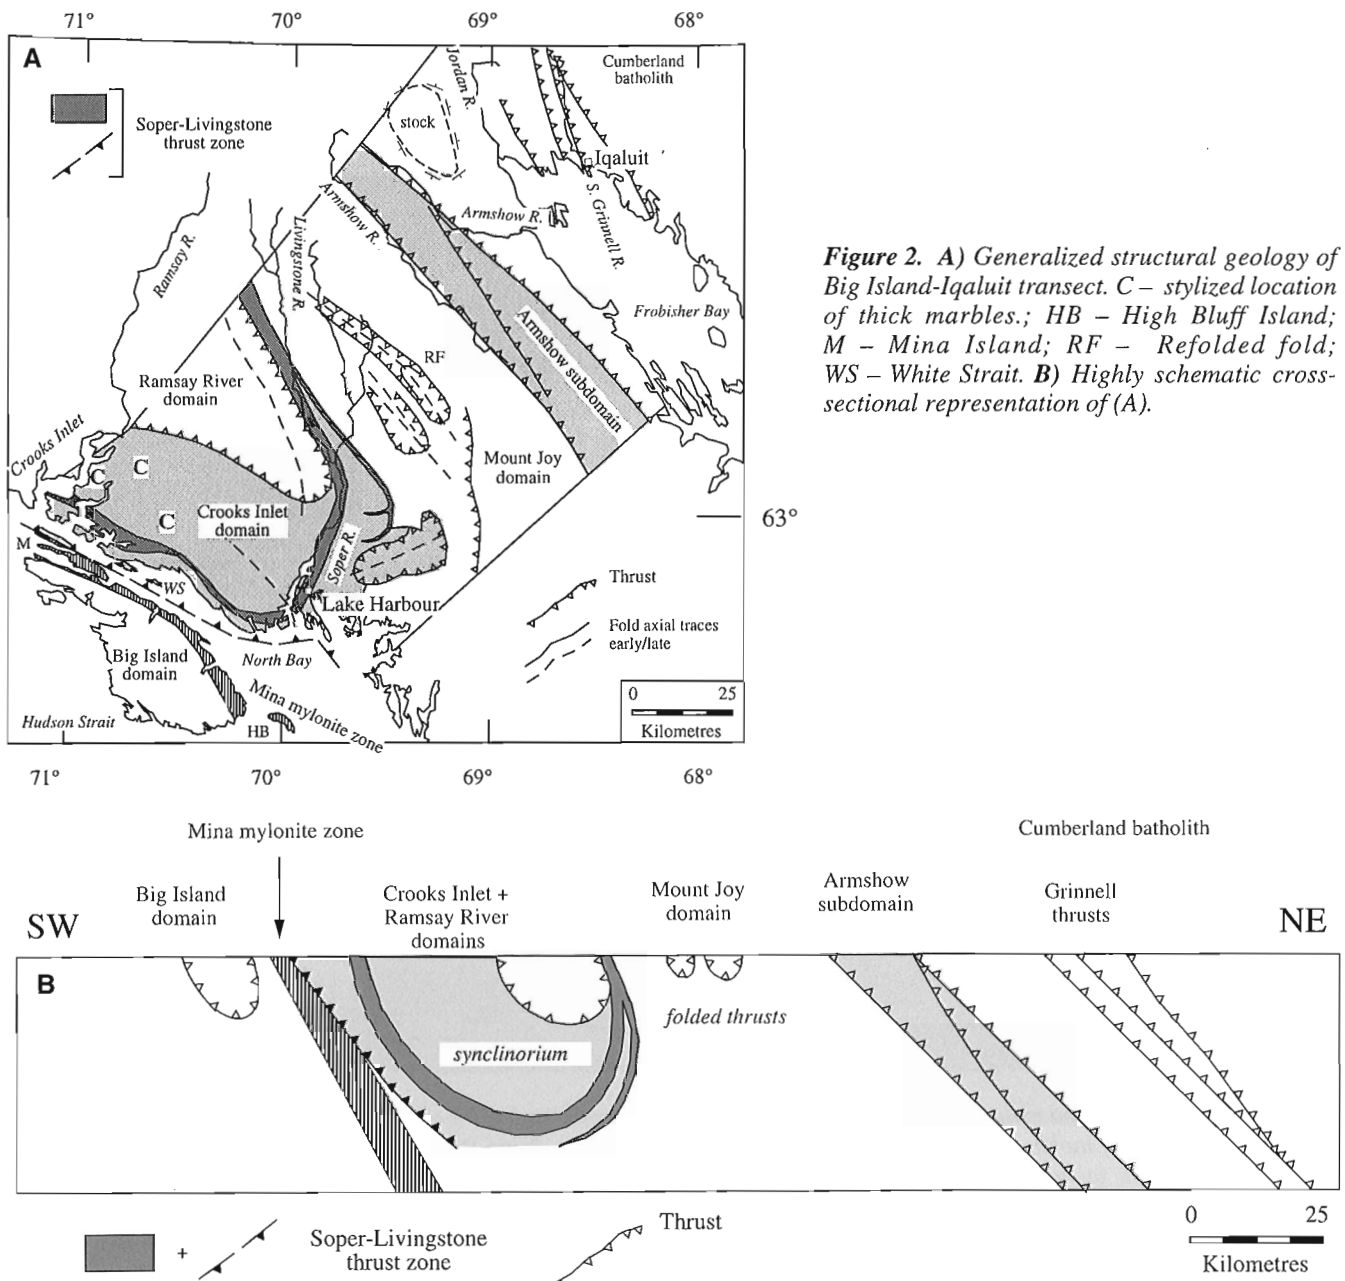 71°
70°
69°
68°
A
Soper-Livingstone
thrust zone
Jordan R.
Cumberland
batholith
stock
Iqaluit
Ramsay R.
Livingstone R.
Armshow R.
Armshow R.
S. Grinnell R.
Frobisher Bay
Armshow subdomain
RF
Ramsay River
domain
Crooks Inlet
C
C
C
Crooks Inlet
domain
Mount Joy
domain
63°
M
WS
Soper R.
Lake Harbour
Thrust
Fold axial traces
early/late
Big Island
domain
North Bay
Mina mylonite zone
Hudson Strait
HB
0 25
Kilometres
71°
70°
69°
68°
Figure 2. A) Generalized structural geology of
Big Island-Iqaluit transect. C – stylized location
of thick marbles.; HB – High Bluff Island;
M – Mina Island; RF – Refolded fold;
WS – White Strait. B) Highly schematic cross-
sectional representation of (A).
Mina mylonite zone
Cumberland batholith
SW
Big Island
domain
Crooks Inlet +
Ramsay River
domains
Mount Joy
domain
Armshow
subdomain
Grinnell
thrusts
NE
B
synclinorium
folded thrusts
+
Soper-Livingstone
thrust zone
Thrust
0 25
Kilometres